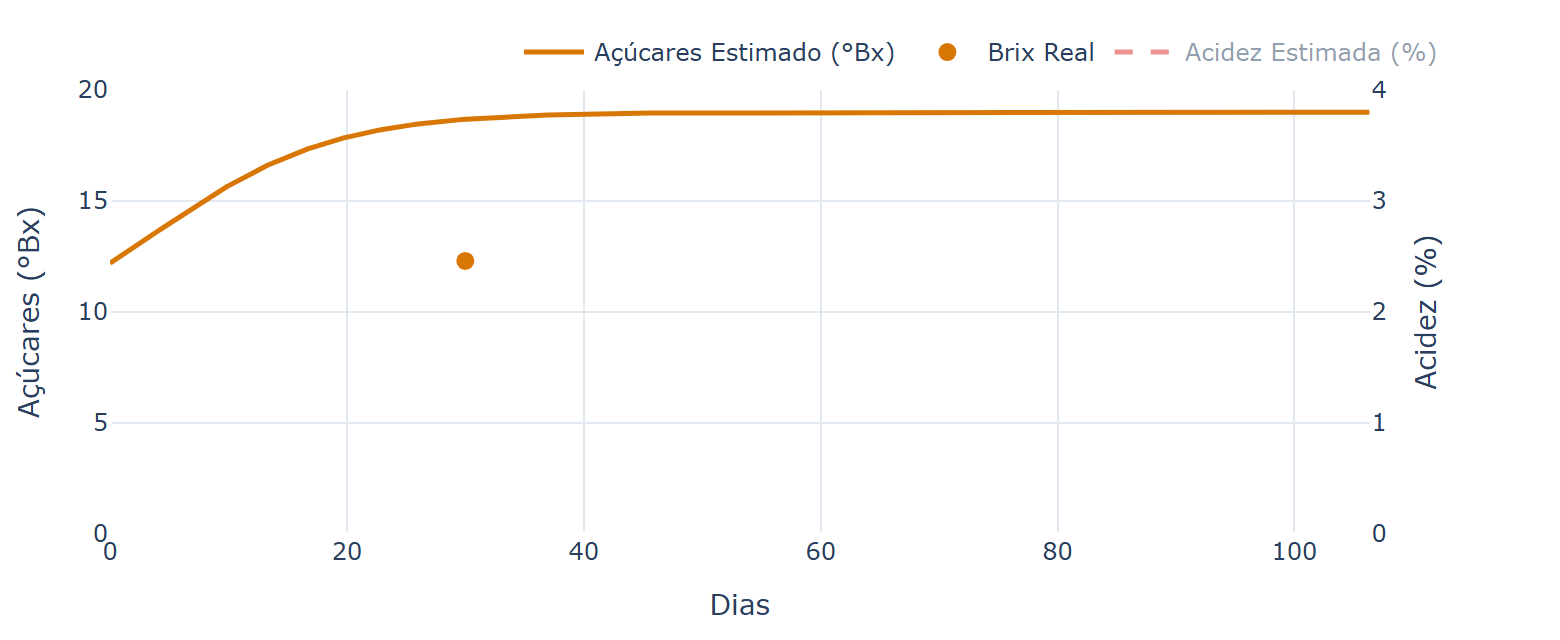 Açúcares Estimado (°Bx) Brix Real Acidez Estimada (%)
20 4
15 3
10 2
5 1
0 0
Açúcares (°Bx)
Acidez (%)
0 20 40 60 80 100
Dias